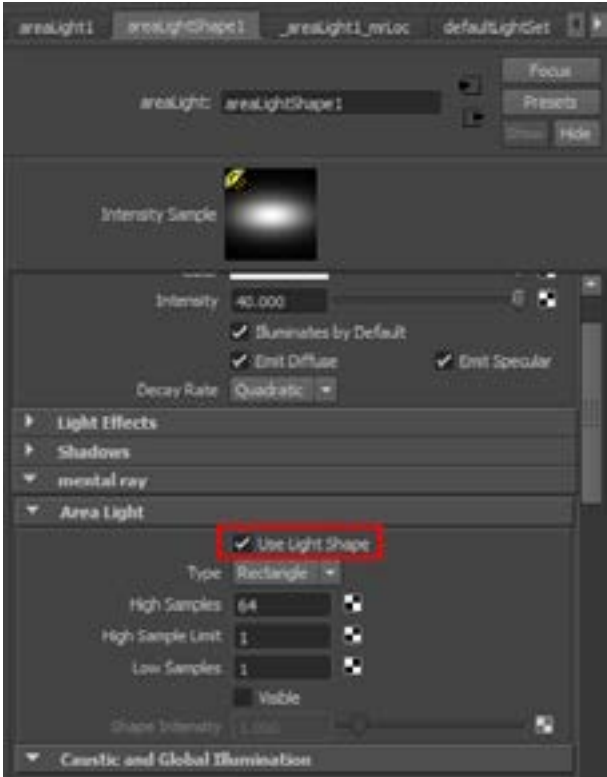 areaLight1 areaLightShape1 _areaLight1_mrLoc defaultLightSet
Focus
areaLight: areaLightShape1 Presets
Show Hide
Intensity Sample
Intensity 40.000
Illuminates by Default
Emit Diffuse Emit Specular
Decay Rate Quadratic
Light Effects
Shadows
mental ray
Area Light
Use Light Shape
Type Rectangle
High Samples 64
High Sample Limit 1
Low Samples 1
Visible
Shape Intensity 1.000
Caustic and Global Illumination